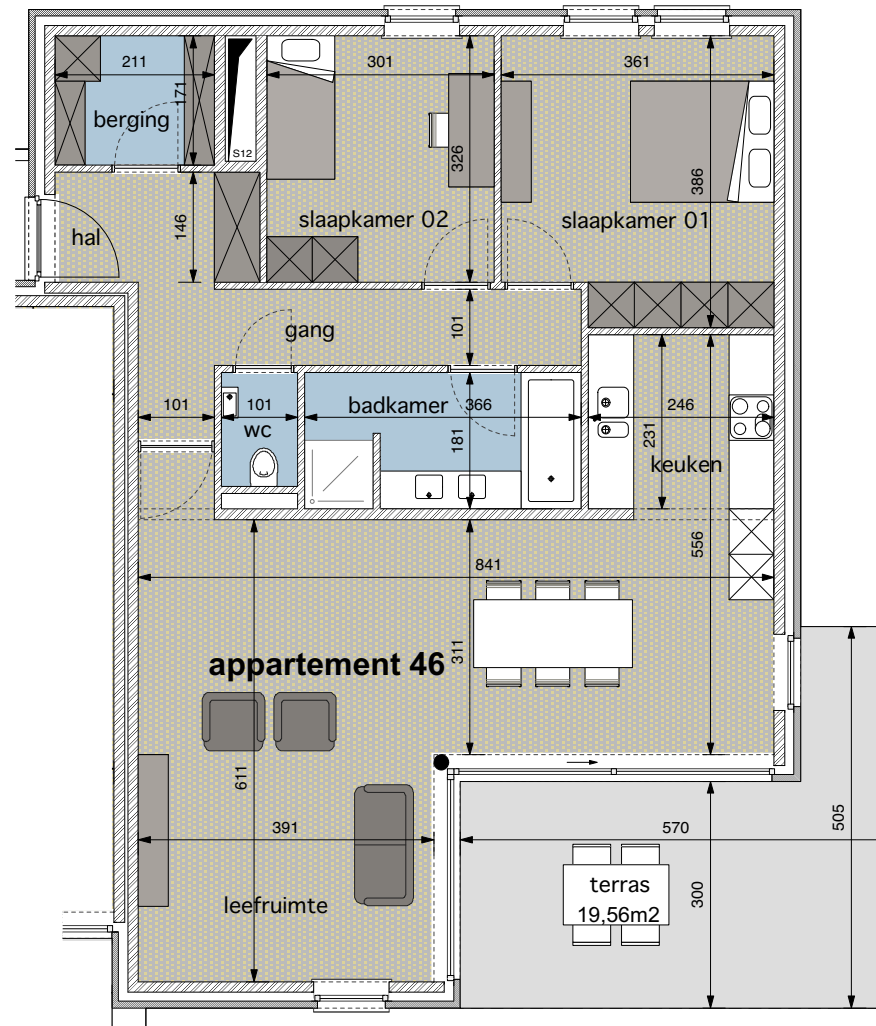 211
301
361
171
berging
S12
326
386
146
hal
slaapkamer 02
slaapkamer 01
gang
101
101
101
wc
badkamer
366
181
246
231
keuken
556
841
311
appartement 46
611
391
570
505
300
leefruimte
terras
19,56m2